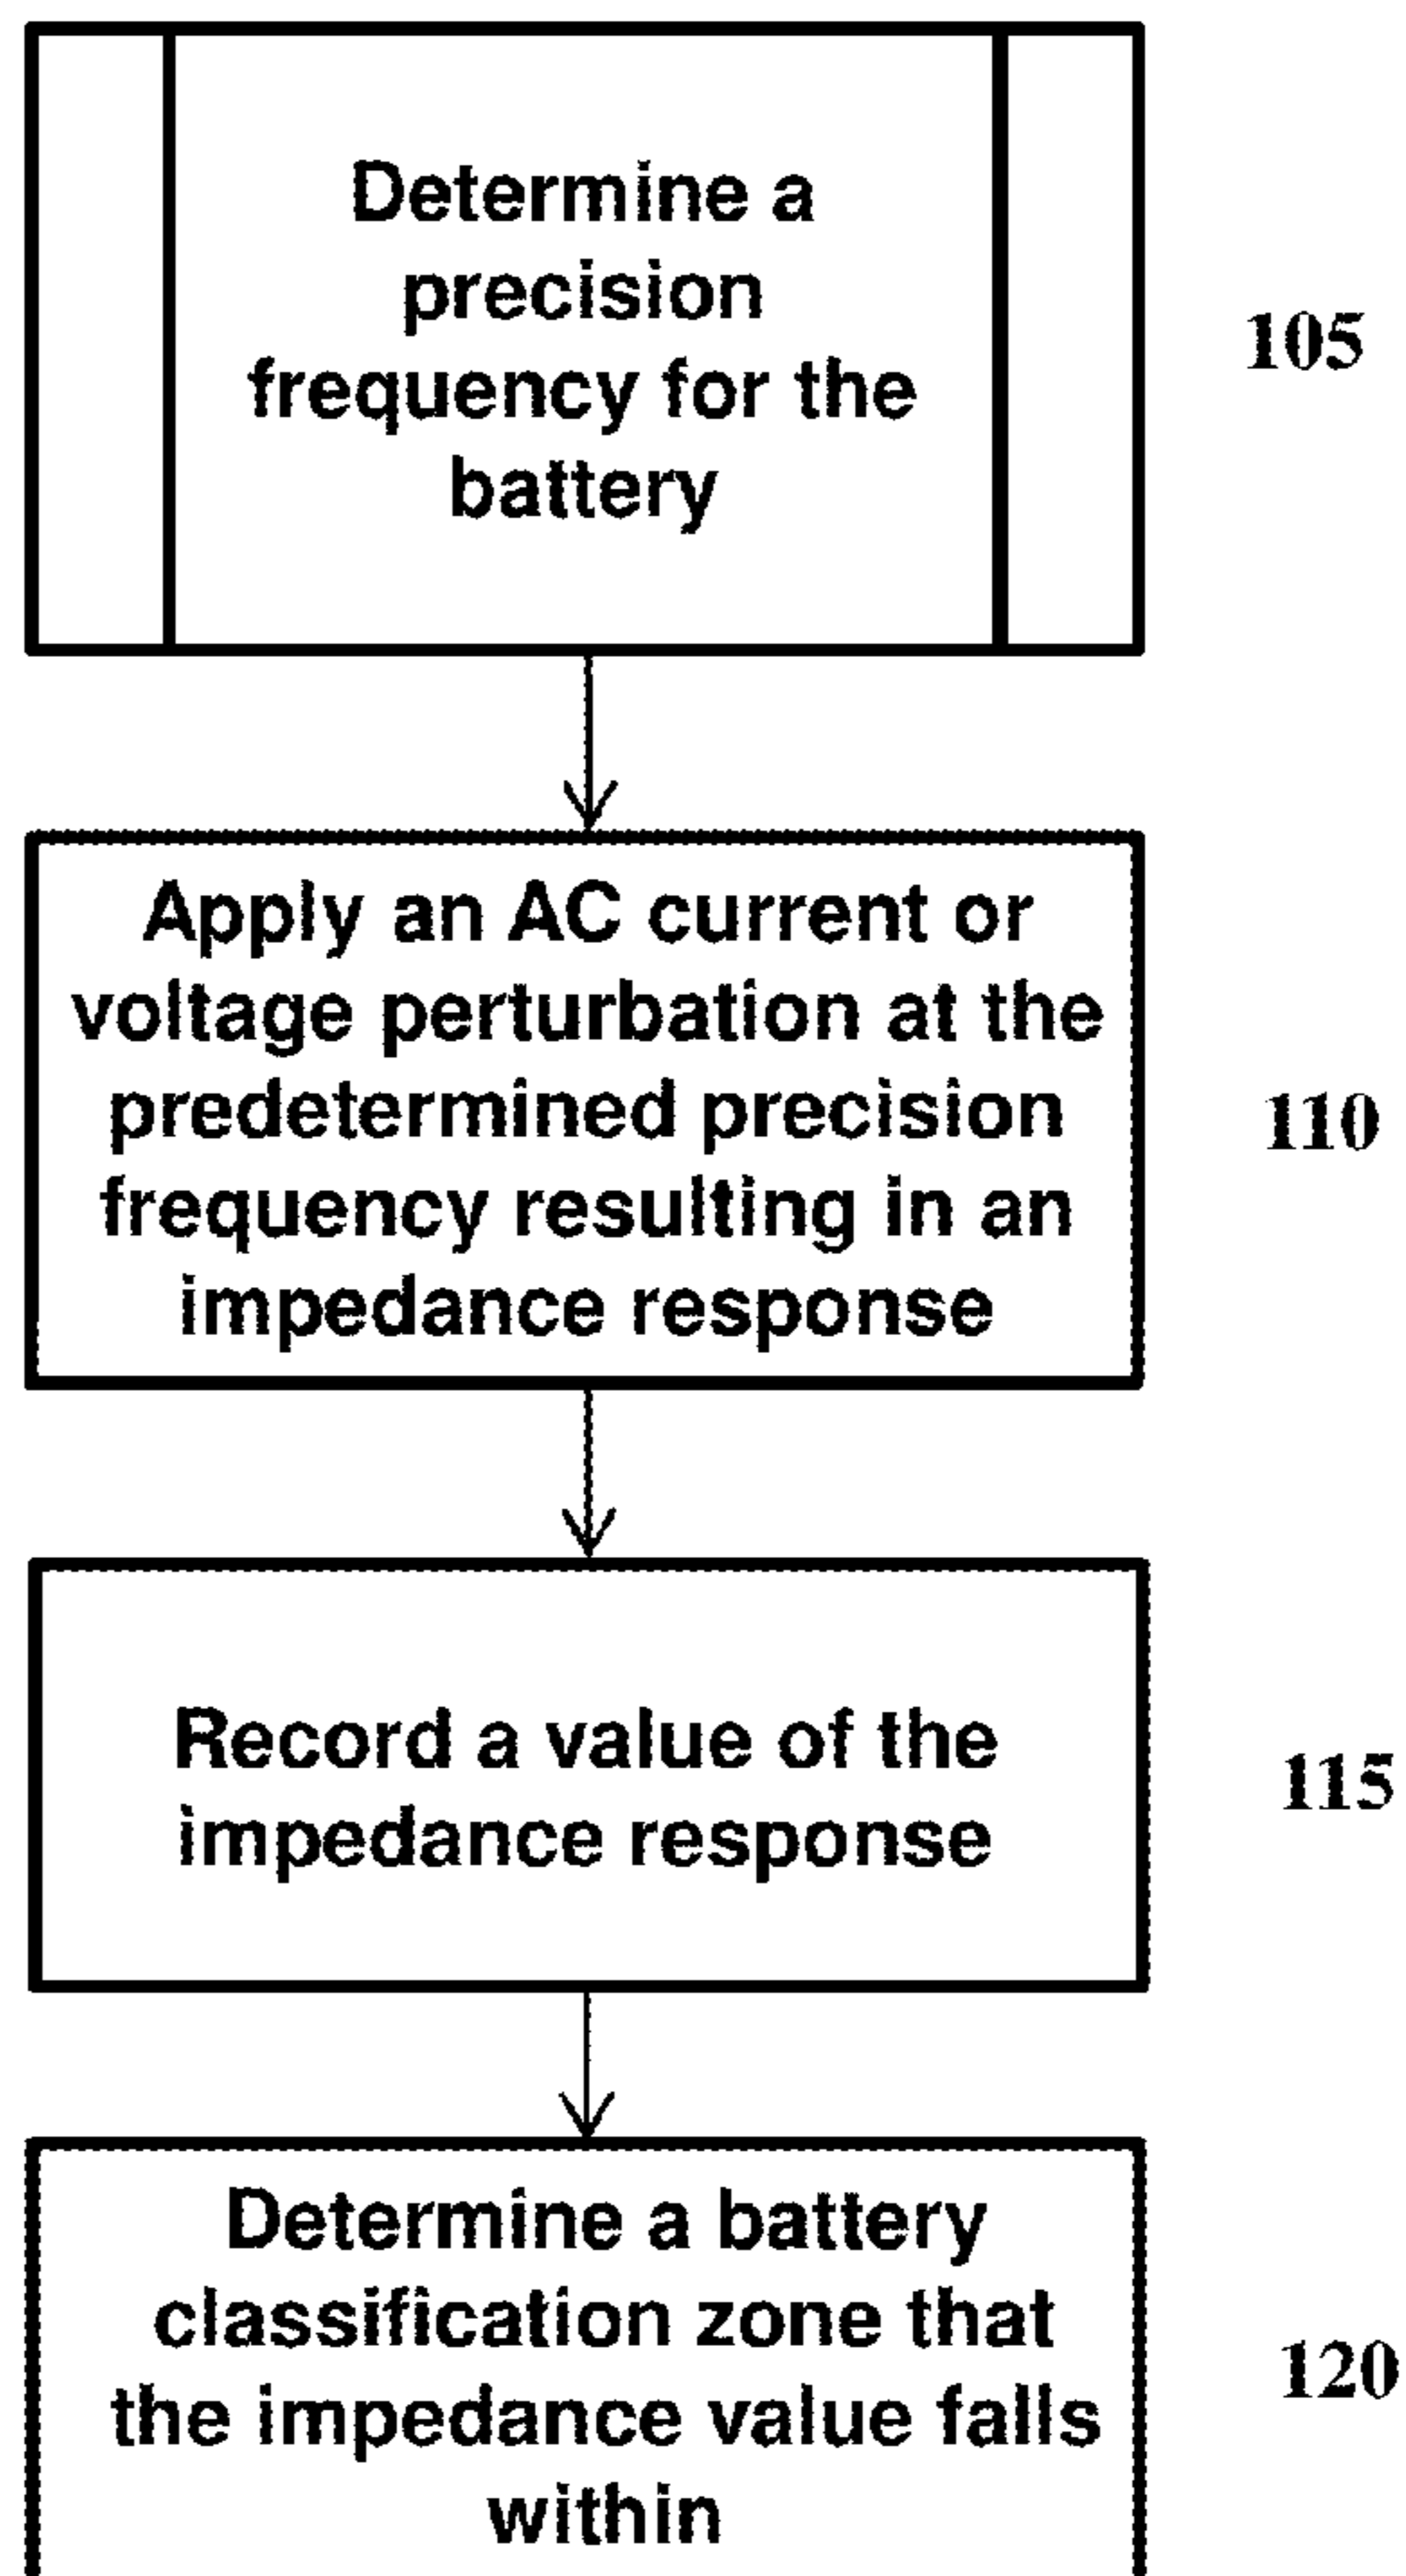 Determine a
precision
frequency for the
battery
105
Apply an AC current or
voltage perturbation at the
predetermined precision
frequency resulting in an
impedance response
110
Record a value of the
impedance response
115
Determine a battery
classification zone that
the impedance value falls
within
120